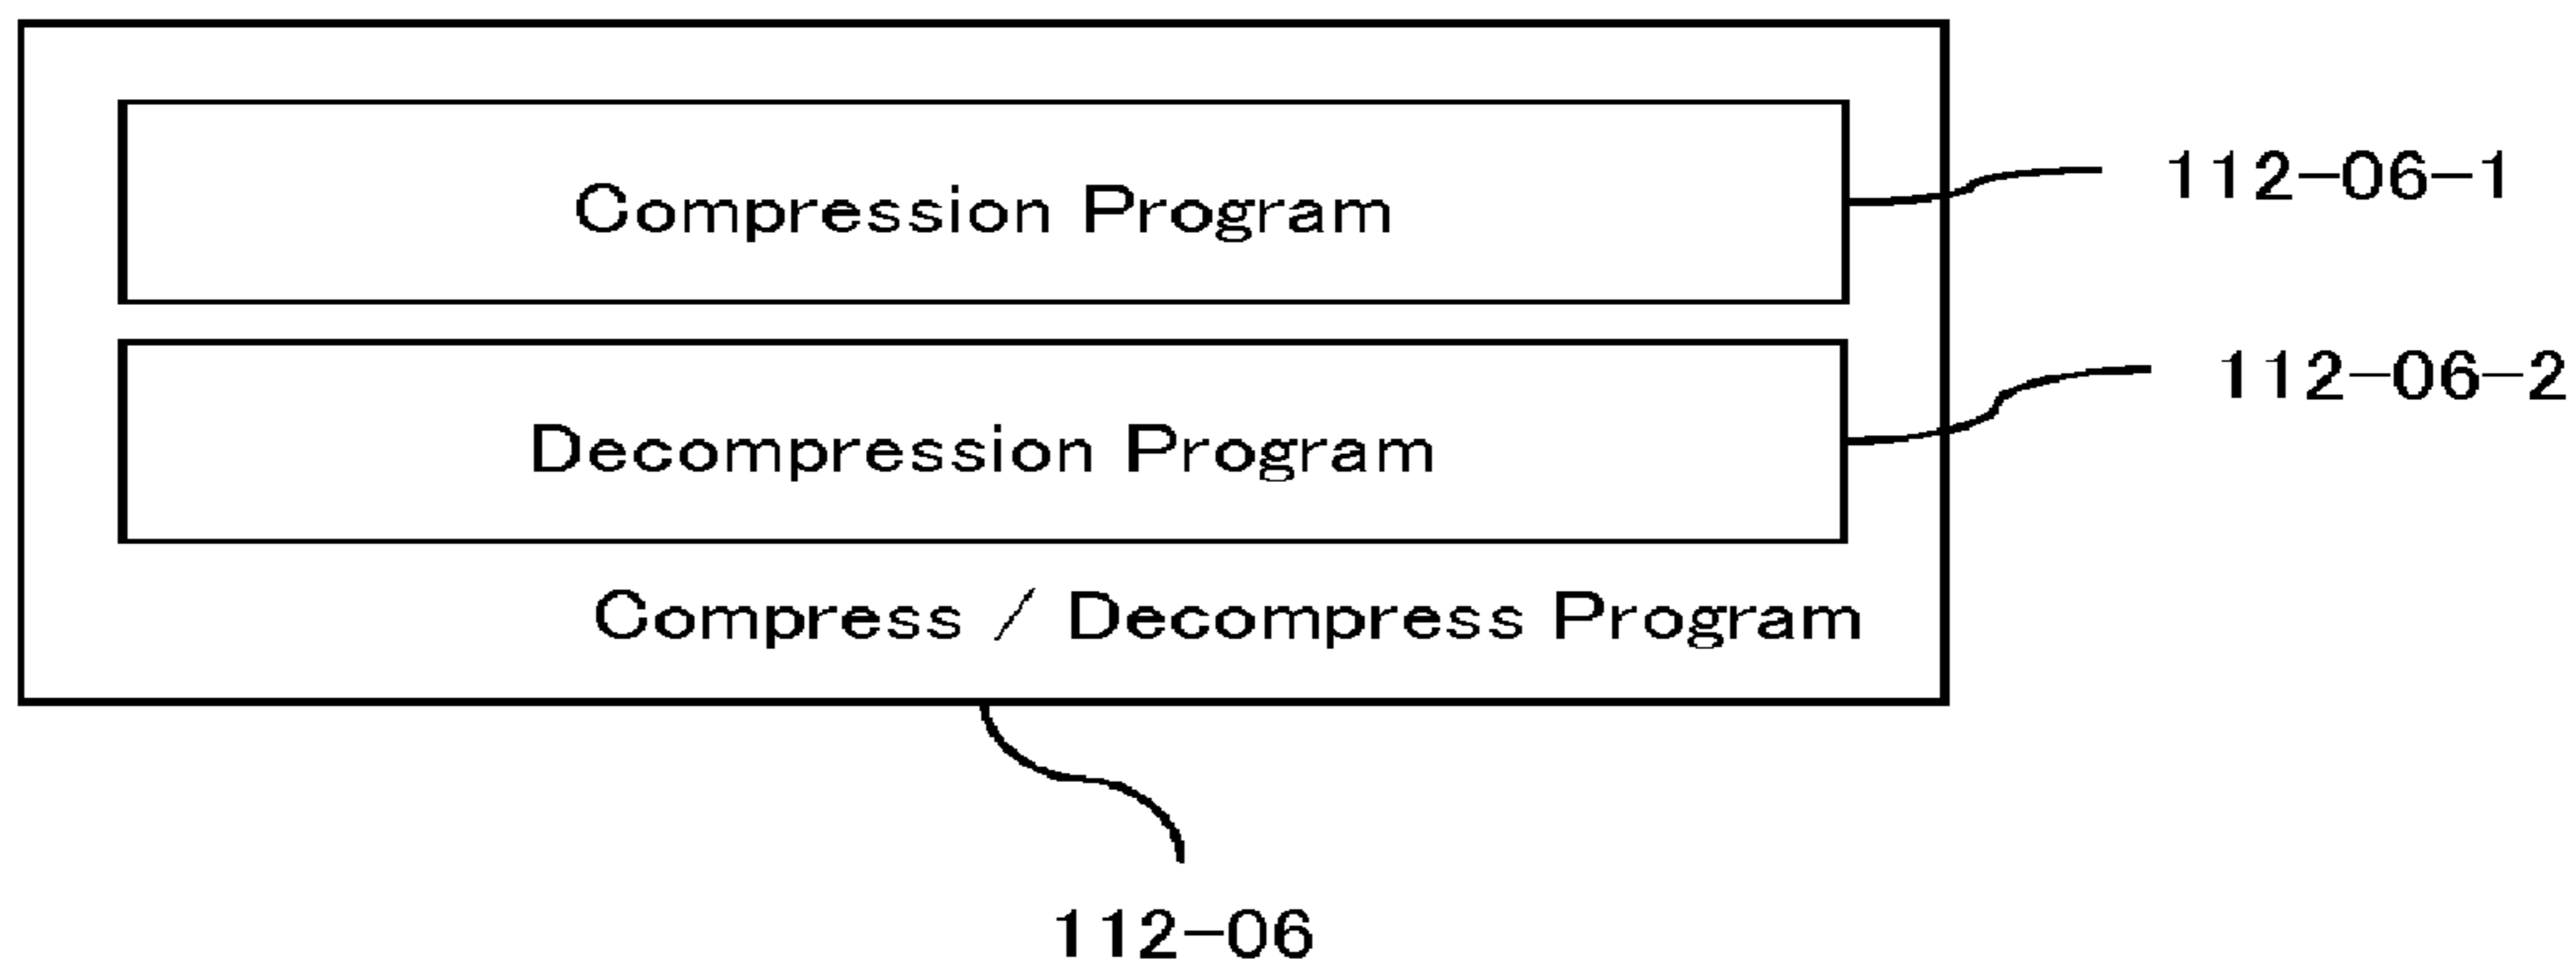 Compression Program
112-06-1
Decompression Program
112-06-2
Compress / Decompress Program
112-06